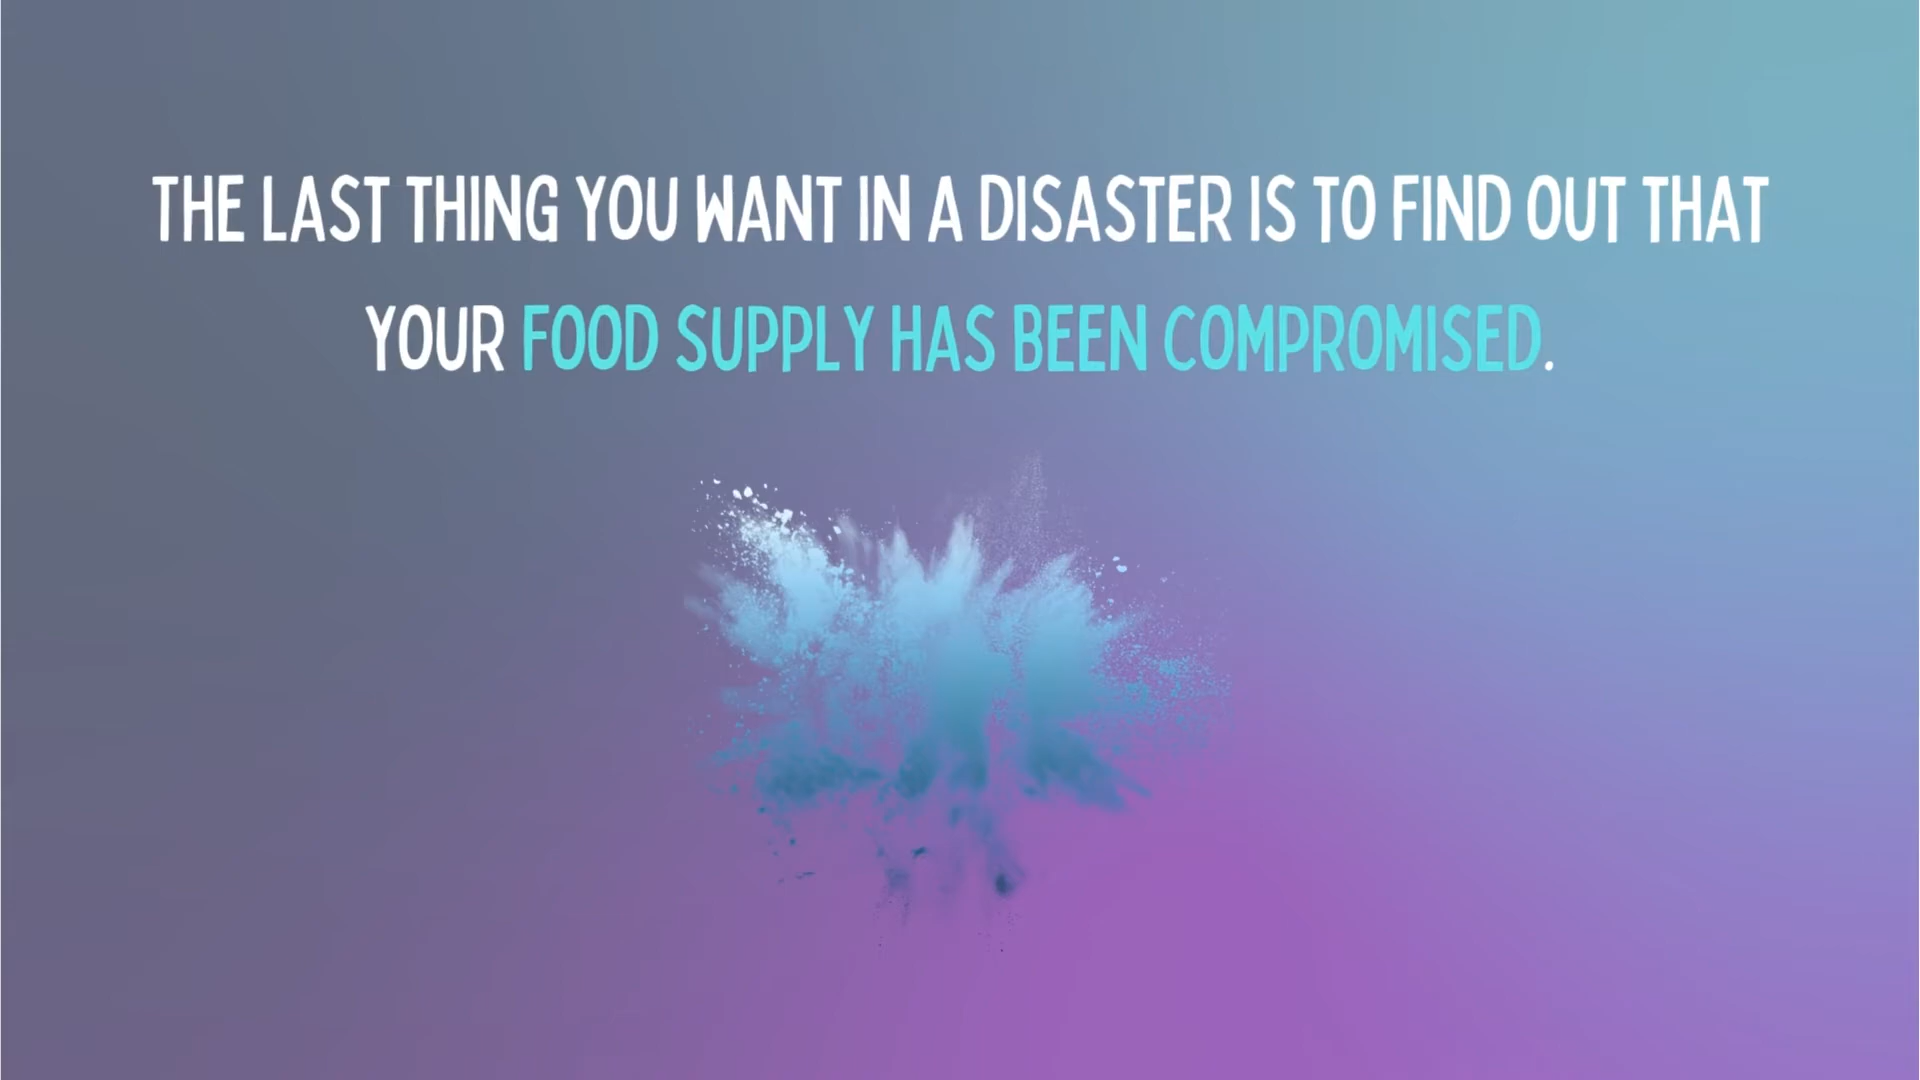 THE LAST THING YOU WANT IN A DISASTER IS TO FIND OUT THAT
YOUR FOOD SUPPLY HAS BEEN COMPROMISED.